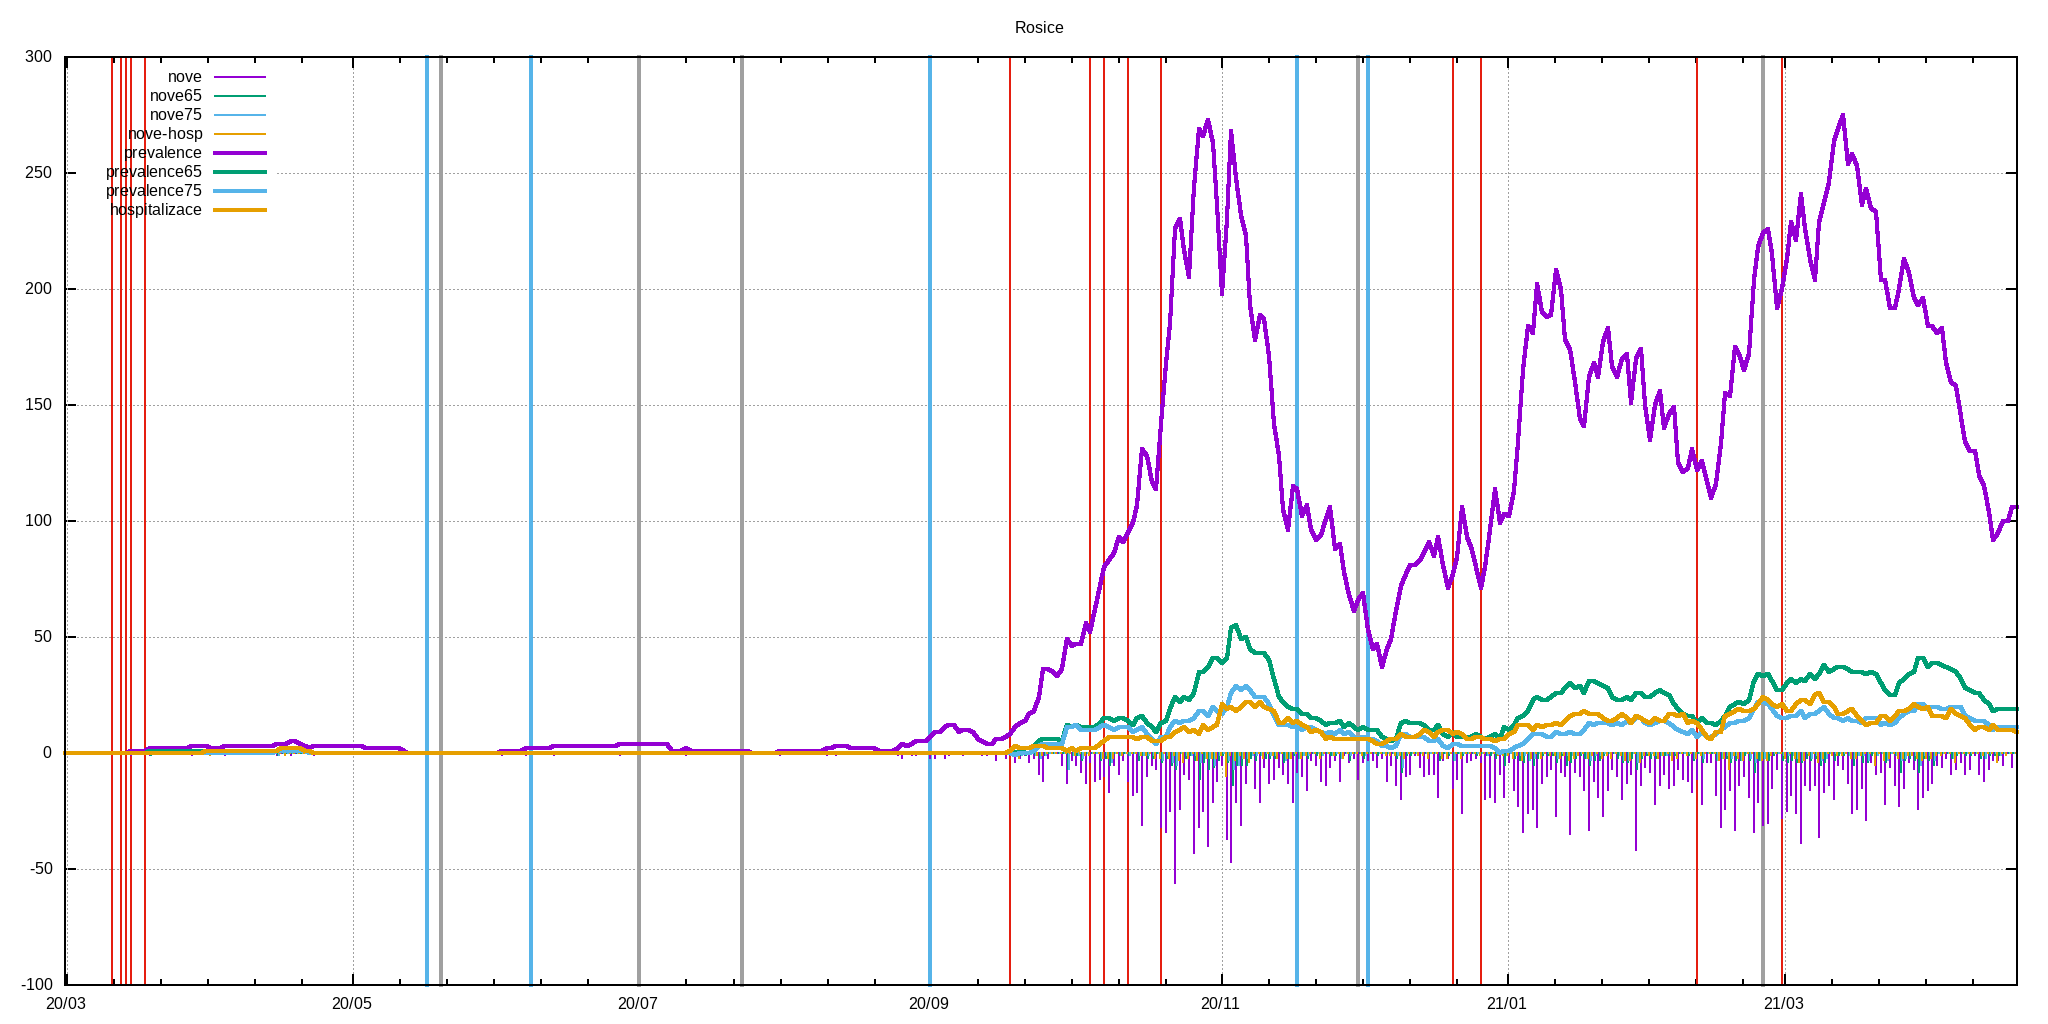 Rosice
300
250
200
150
100
50
0
-50
-100
nove
nove65
nove75
nove-hosp
prevalence
prevalence65
prevalence75
hospitalizace
20/03 20/05 20/07 20/09 20/11 21/01 21/03